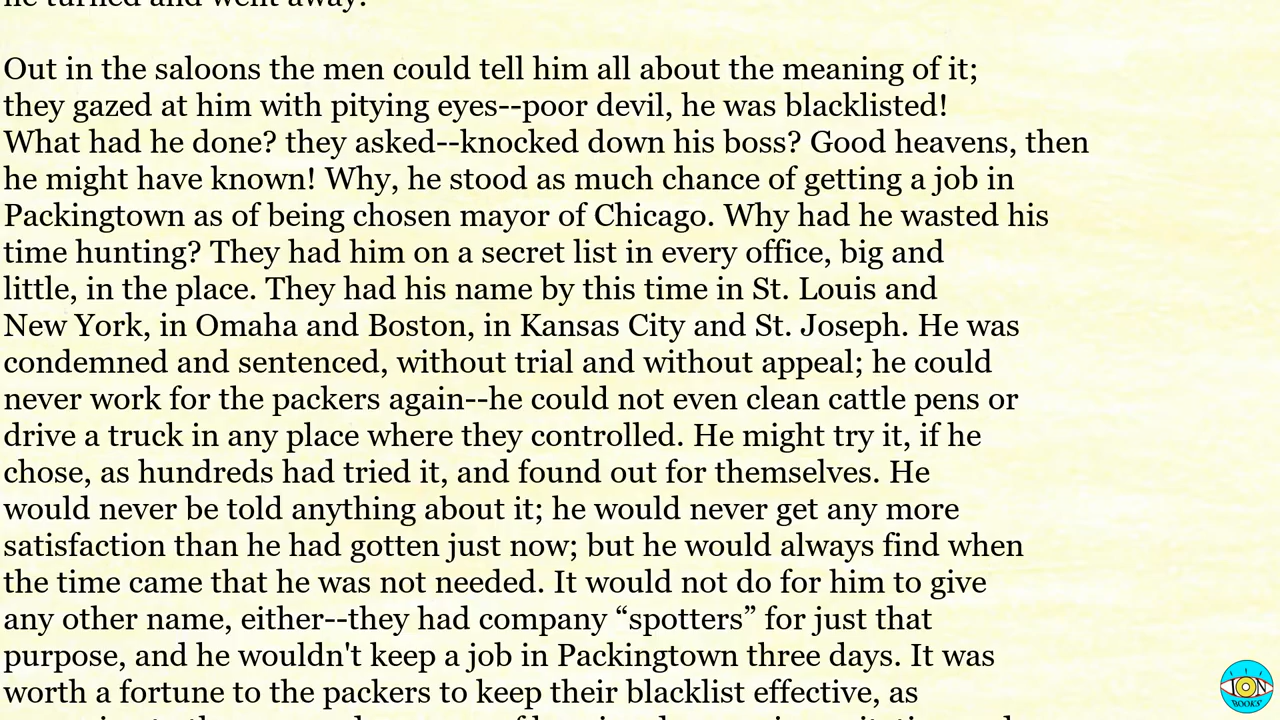 he turned and went away.
Out in the saloons the men could tell him all about the meaning of it;
they gazed at him with pitying eyes--poor devil, he was blacklisted!
What had he done? they asked--knocked down his boss? Good heavens, then
he might have known! Why, he stood as much chance of getting a job in
Packingtown as of being chosen mayor of Chicago. Why had he wasted his
time hunting? They had him on a secret list in every office, big and
little, in the place. They had his name by this time in St. Louis and
New York, in Omaha and Boston, in Kansas City and St. Joseph. He was
condemned and sentenced, without trial and without appeal; he could
never work for the packers again--he could not even clean cattle pens or
drive a truck in any place where they controlled. He might try it, if he
chose, as hundreds had tried it, and found out for themselves. He
would never be told anything about it; he would never get any more
satisfaction than he had gotten just now; but he would always find when
the time came that he was not needed. It would not do for him to give
any other name, either--they had company “spotters” for just that
purpose, and he wouldn't keep a job in Packingtown three days. It was
worth a fortune to the packers to keep their blacklist effective, as
ION
BOOKS